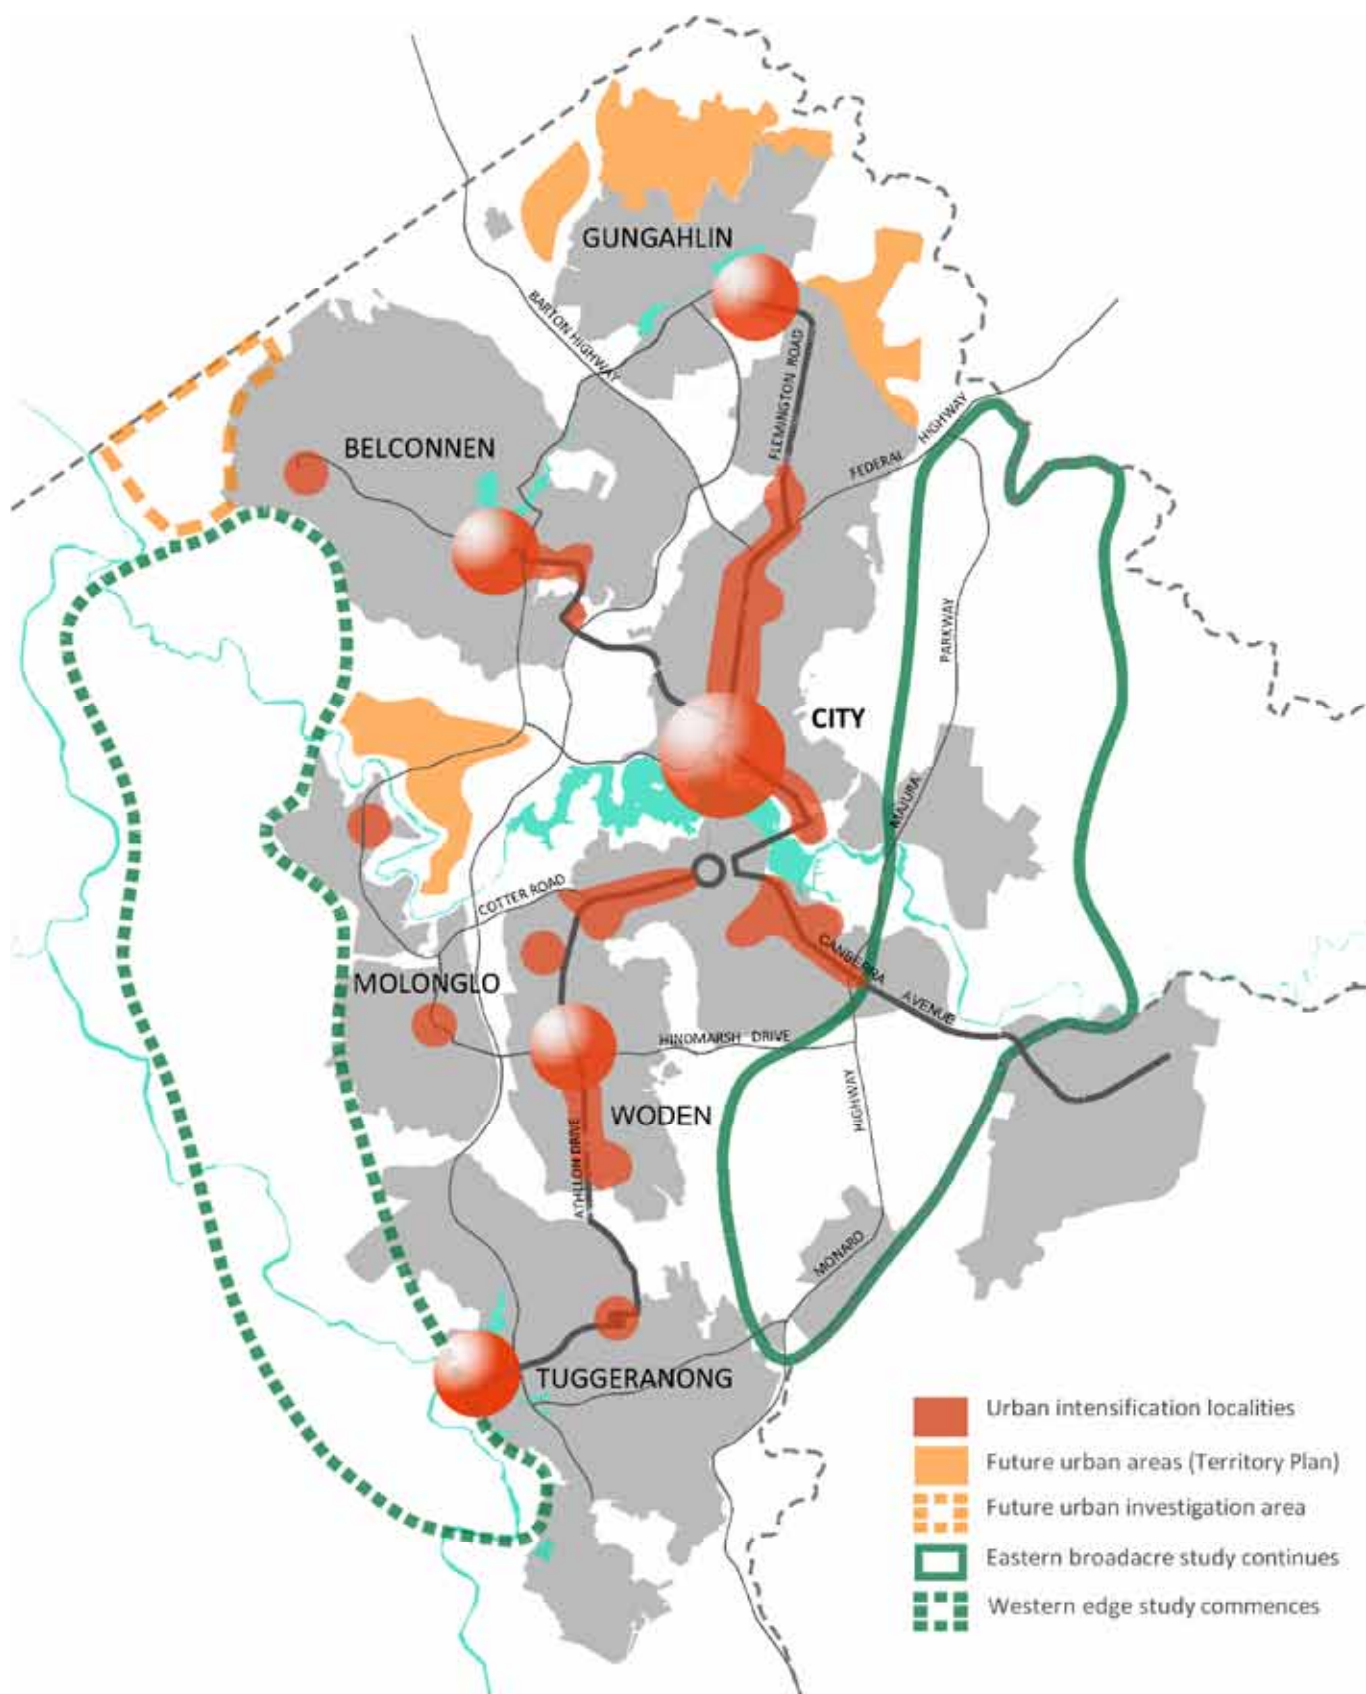 GUNGAHLIN
BARTON HIGHWAY
FLEMINGTON ROAD
BELCONNEN
FEDERAL HIGHWAY
PARKWAY
CITY
MAJURA
COTTER ROAD
CANBERRA AVENUE
MOLONGLO
HINDMARSH DRIVE
HIGHWAY
WODEN
ATHLLON DRIVE
MONARD
TUGGERANONG
Urban intensification localities
Future urban areas (Territory Plan)
Future urban investigation area
Eastern broadacre study continues
Western edge study commences